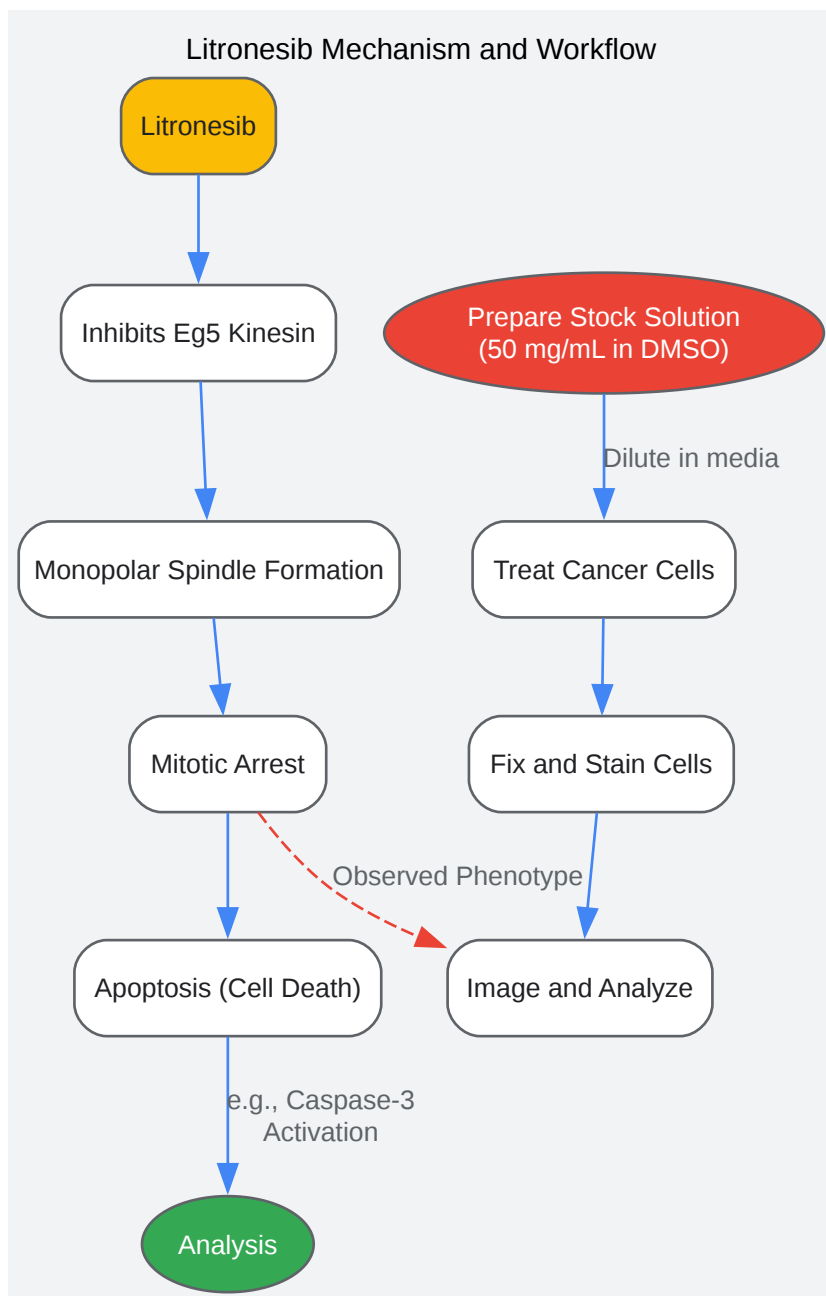 Litronesib Mechanism and Workflow
Litronesib
Inhibits Eg5 Kinesin
Prepare Stock Solution
(50 mg/mL in DMSO)
Dilute in media
Monopolar Spindle Formation
Treat Cancer Cells
Mitotic Arrest
Fix and Stain Cells
Observed Phenotype
Apoptosis (Cell Death)
Image and Analyze
e.g., Caspase-3
Activation
Analysis